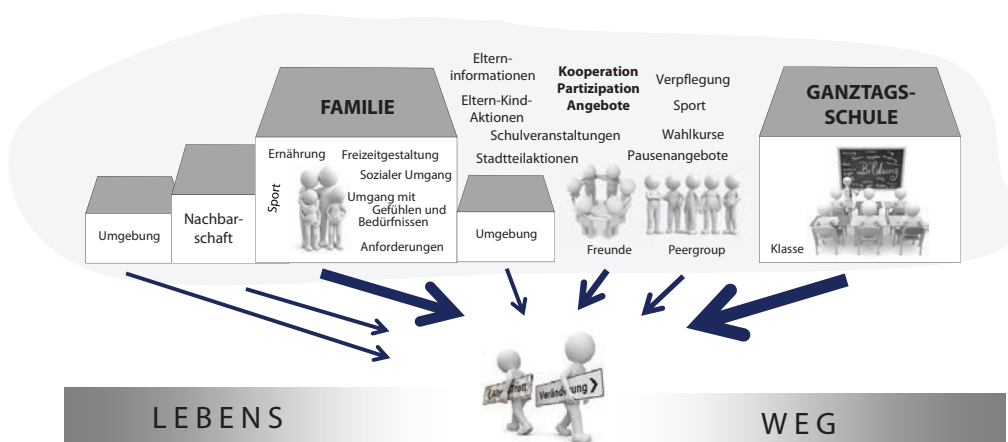 Eltern-
informationen
Eltern-Kind-
Aktionen
Schulveranstaltungen
Stadtteilaktionen
Kooperation
Partizipation
Angebote
Verpflegung
Sport
Wahlkurse
Pausenangebote
FAMILIE
Ernährung
Freizeitgestaltung
Sozialer Umgang
Sport
Umgang mit
Gefühlen und
Bedürfnissen
Anforderungen
GANZTAGS-
SCHULE
Bildung
Klasse
Umgebung
Nachbar-
schaft
Umgebung
Freunde
Peergroup
Trott
Veränderung
LEBENS
WEG